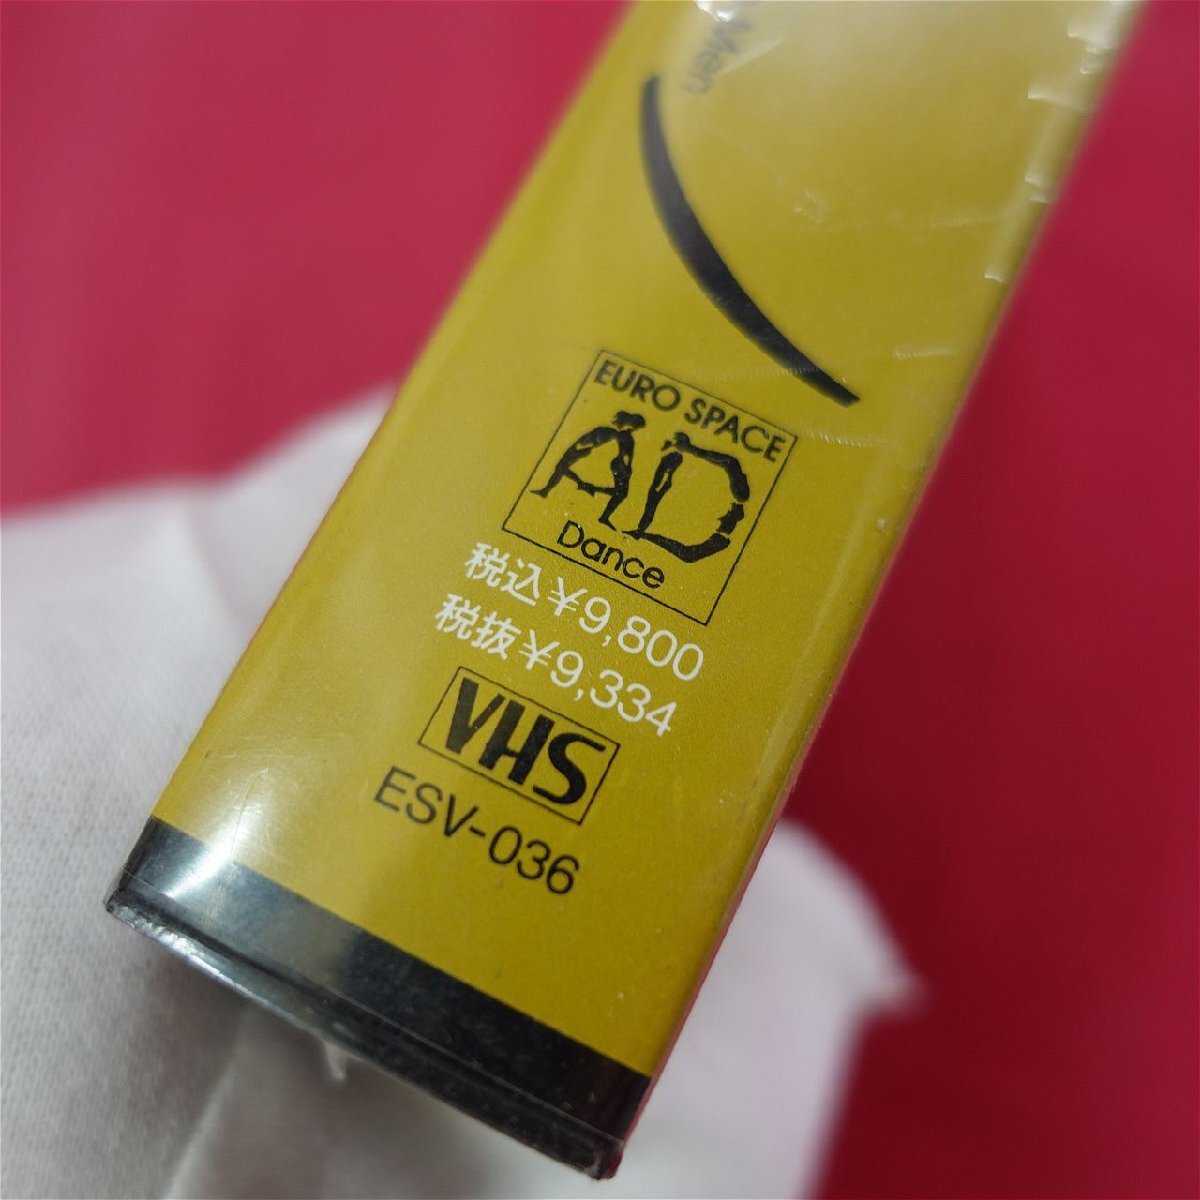 Men
EURO SPACE
AD
Dance
税込¥9,800
税抜¥9,334
VHS
ESV-036